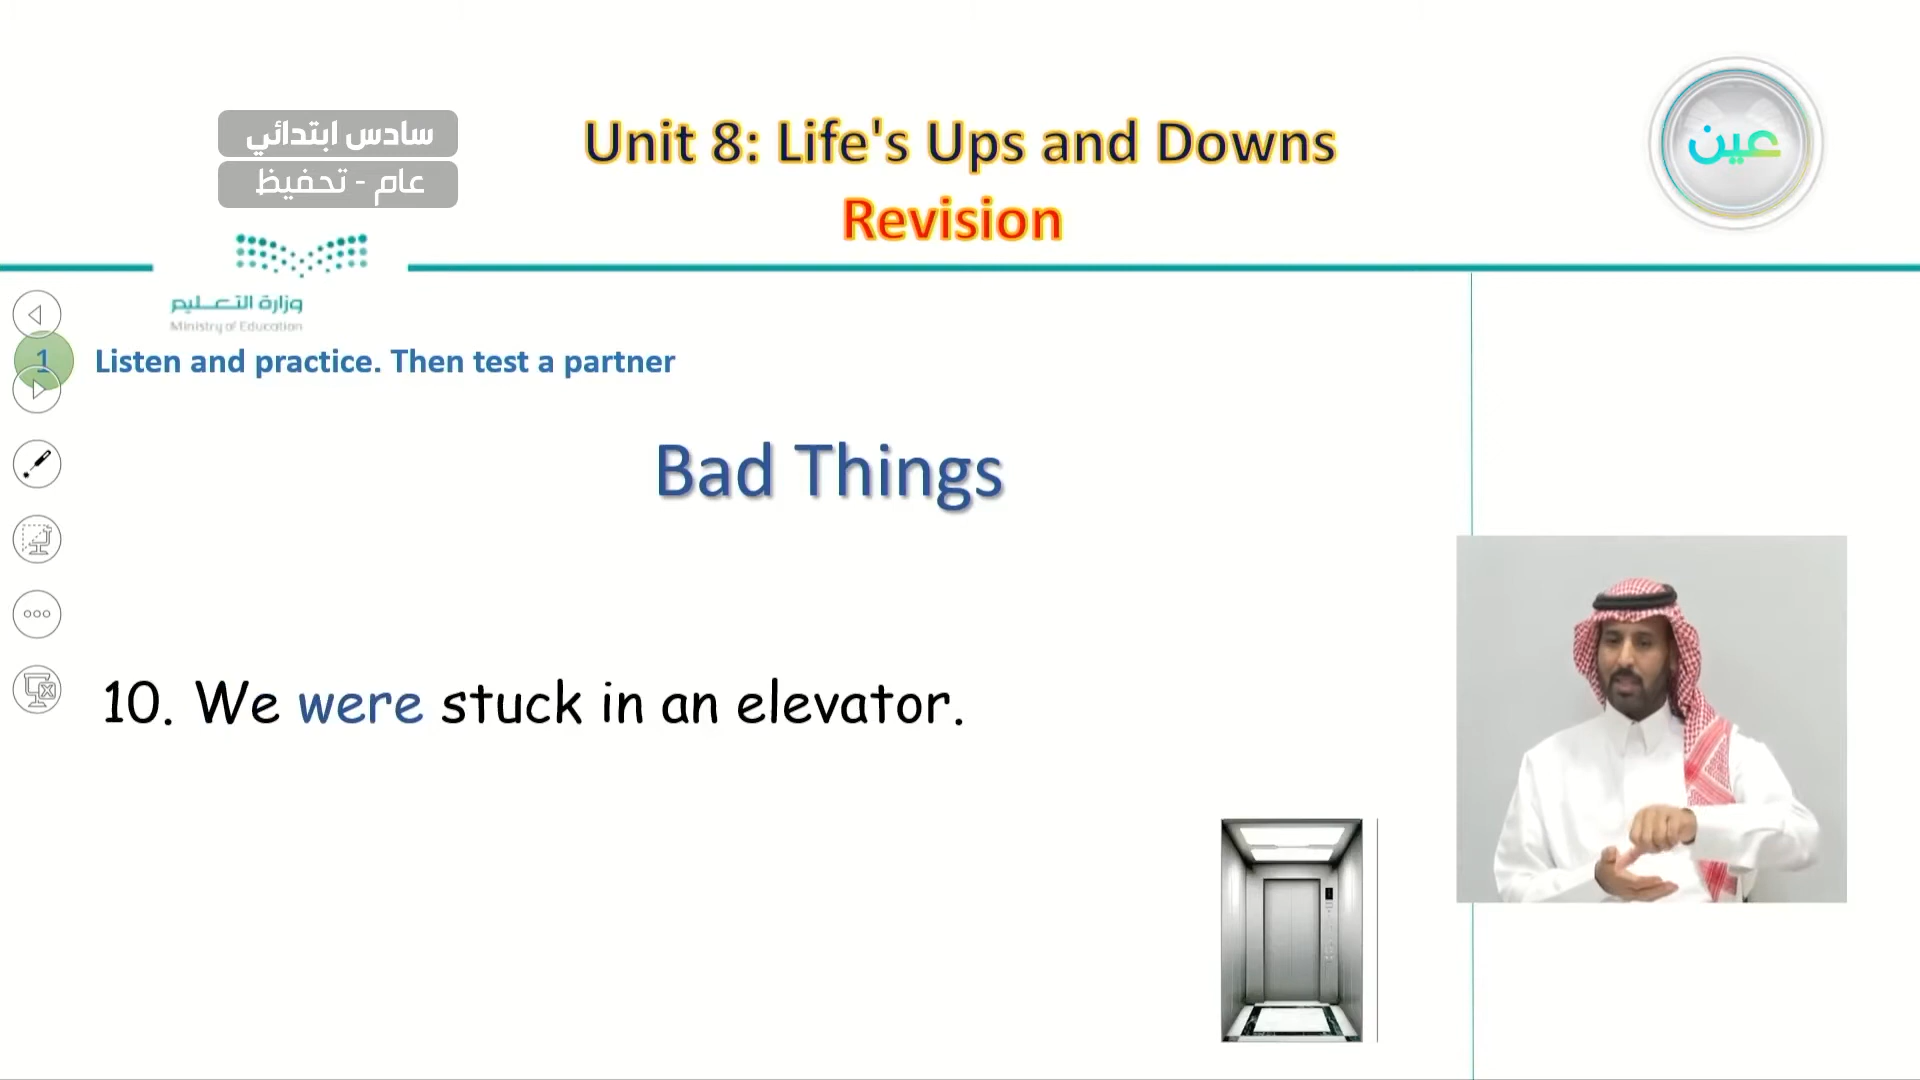 سادس ابتدائي
عام - تحفيظ
Unit 8: Life's Ups and Downs
Revision
عين
وزارة التعليم
Ministry of Education
1 Listen and practice. Then test a partner
Bad Things
10. We were stuck in an elevator.